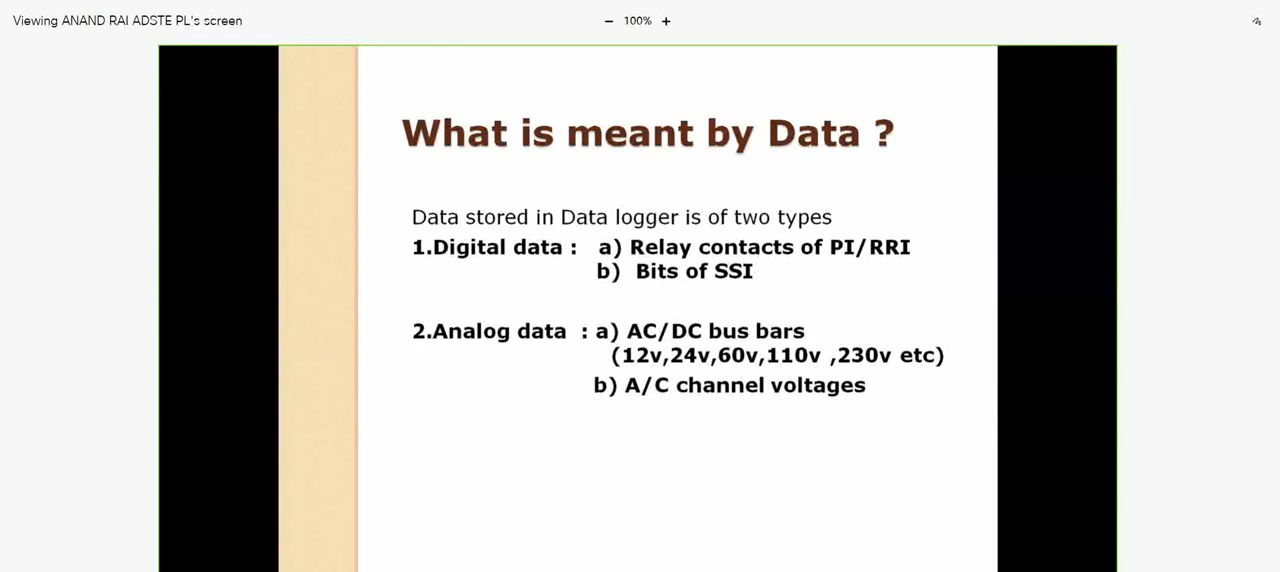 Viewing ANAND RAI ADSTE PL's screen
− 100% +
What is meant by Data ?
Data stored in Data logger is of two types
1.Digital data : a) Relay contacts of PI/RRI
b) Bits of SSI
2.Analog data : a) AC/DC bus bars
(12v,24v,60v,110v ,230v etc)
b) A/C channel voltages